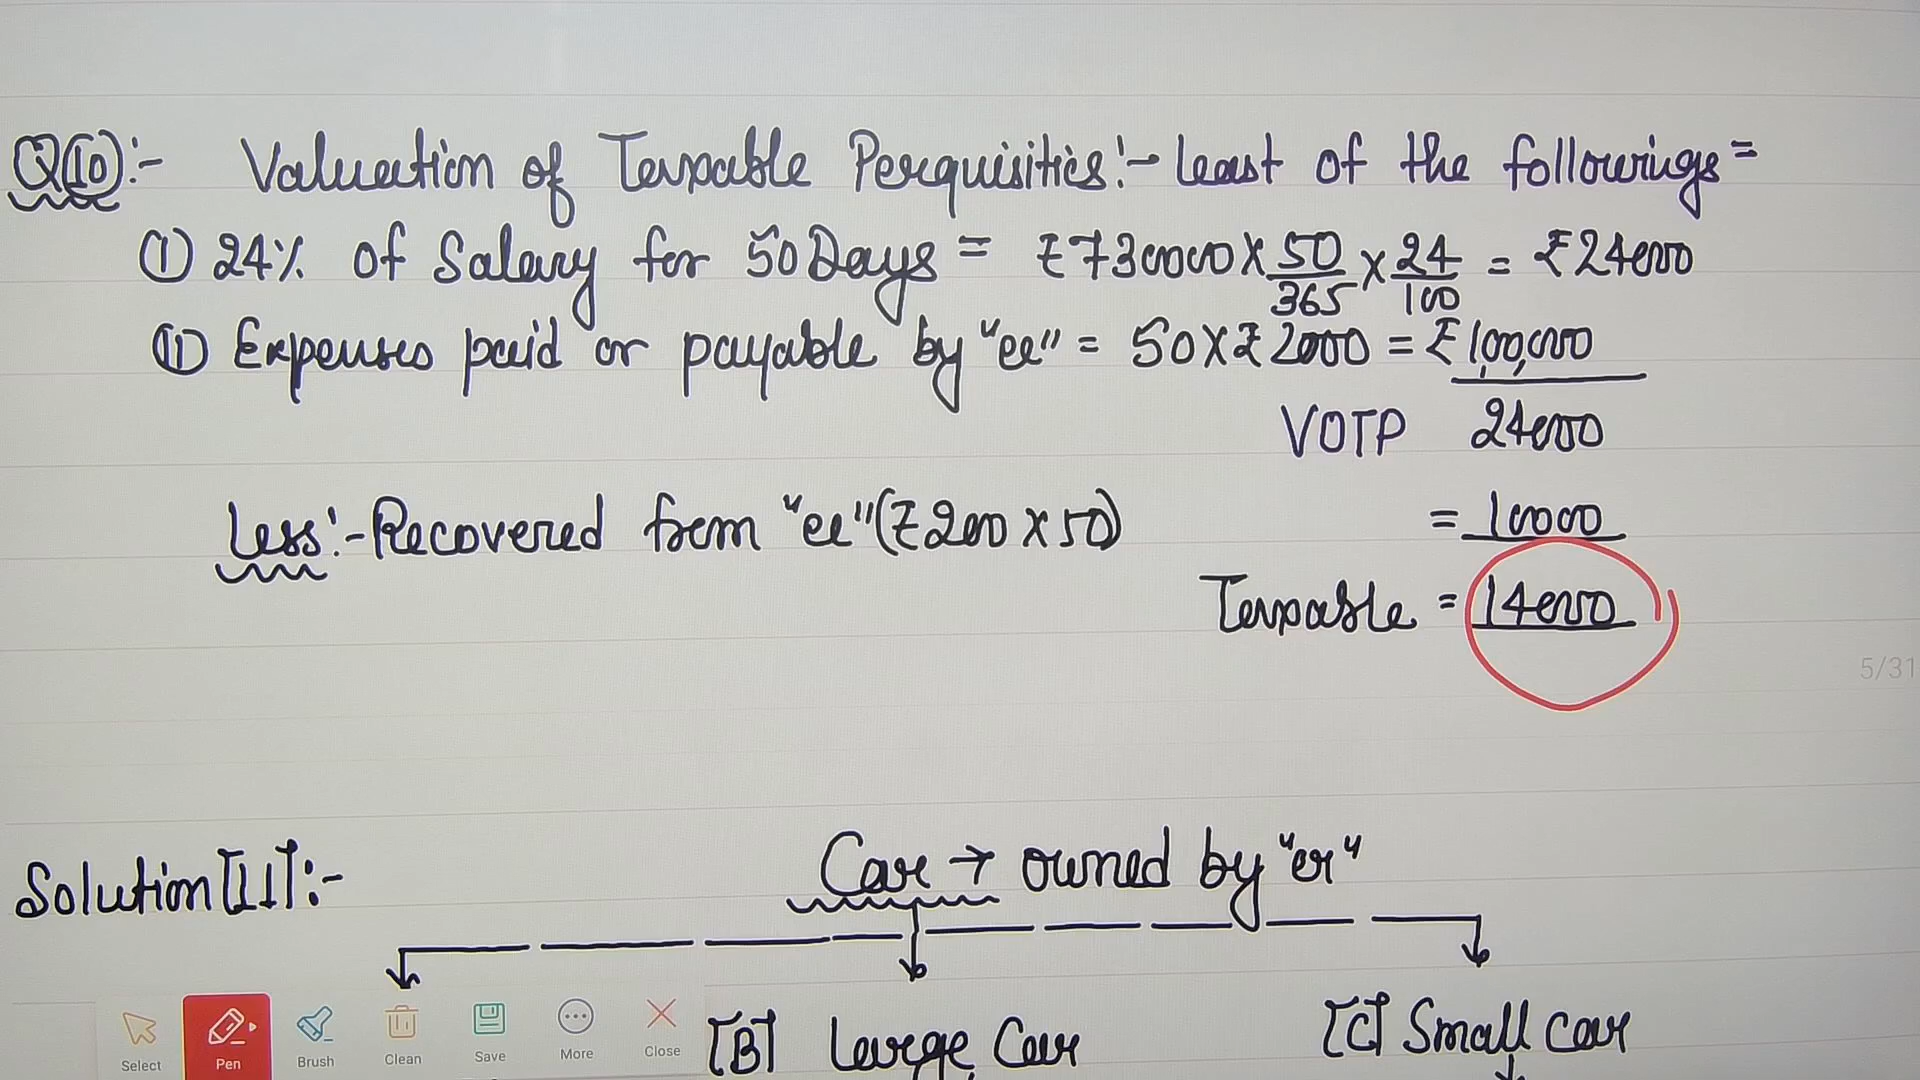 Q(10):- Valuation of Taxable Perquisities:- least of the followings =
(I) 24% of Salary for 50 Days = ₹730000 X 50/365 X 24/100 = ₹24000
(II) Expenses paid or payable by "ee" = 50 X ₹2000 = ₹1,00,000
VOTP 24000
Less:- Recovered from "ee" (₹200 X 50) = 10000
Taxable = 14000
5/31
Solution [11]:- Car → owned by "er"
[B] Large Car
[C] Small Car
Select Pen Brush Clean Save More Close